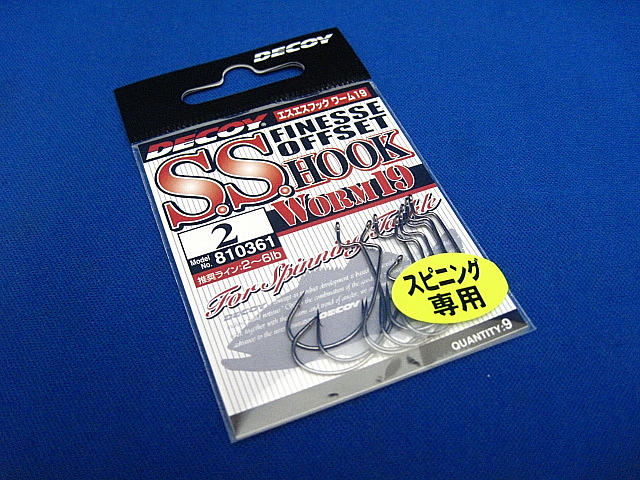 DECOY
エスエスフック ワーム19
DECOY
FINESSE
OFFSET
S.S.HOOK
WORM19
2
Model No. 810361
推奨ライン:2〜6lb
For Spinning Tackle
DECOY
スピニング
専用
QUANTITY:9